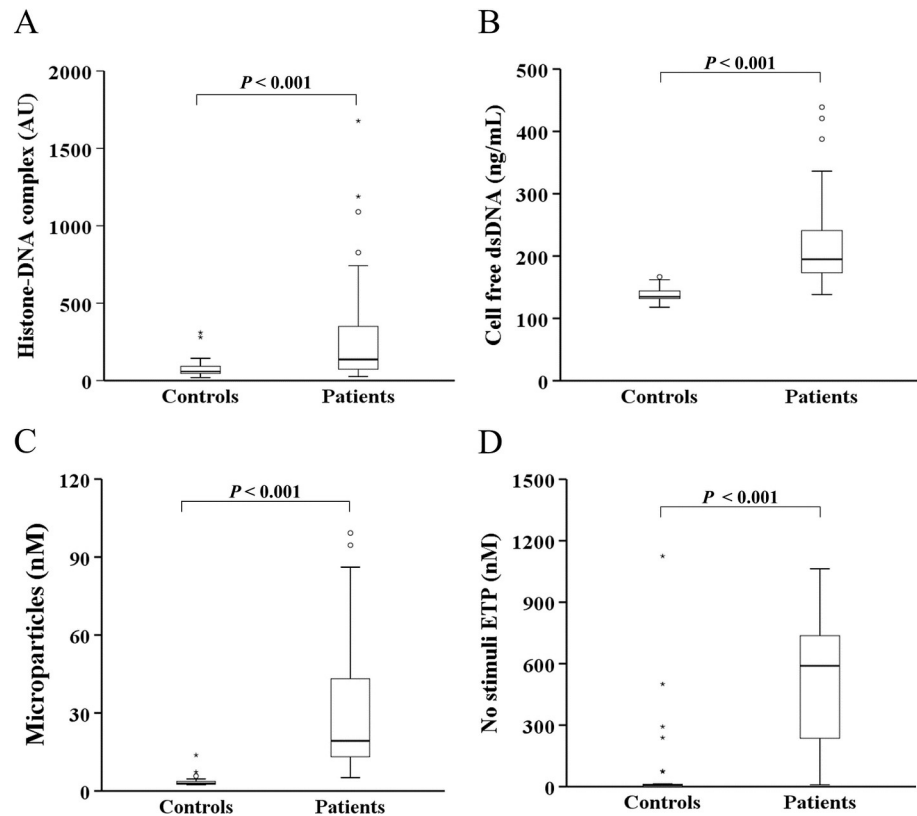 A
Histone-DNA complex (AU)
2000
1500
1000
500
0
P < 0.001
Controls Patients
B
Cell free dsDNA (ng/mL)
500
400
300
200
100
0
P < 0.001
Controls Patients
C
Microparticles (nM)
120
90
60
30
0
P < 0.001
Controls Patients
D
No stimuli ETP (nM)
1500
1200
900
600
300
0
P < 0.001
Controls Patients